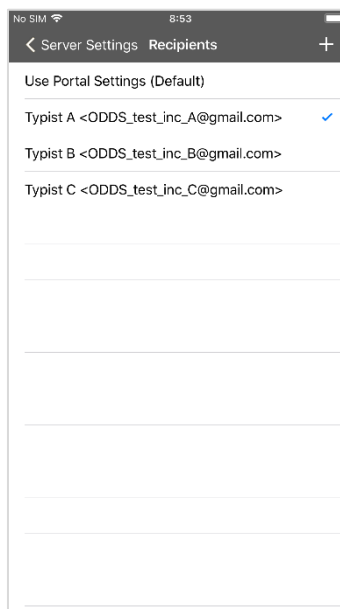 No SIM 8:53
Server Settings Recipients +
Use Portal Settings (Default)
Typist A <ODDS_test_inc_A@gmail.com>
Typist B <ODDS_test_inc_B@gmail.com>
Typist C <ODDS_test_inc_C@gmail.com>